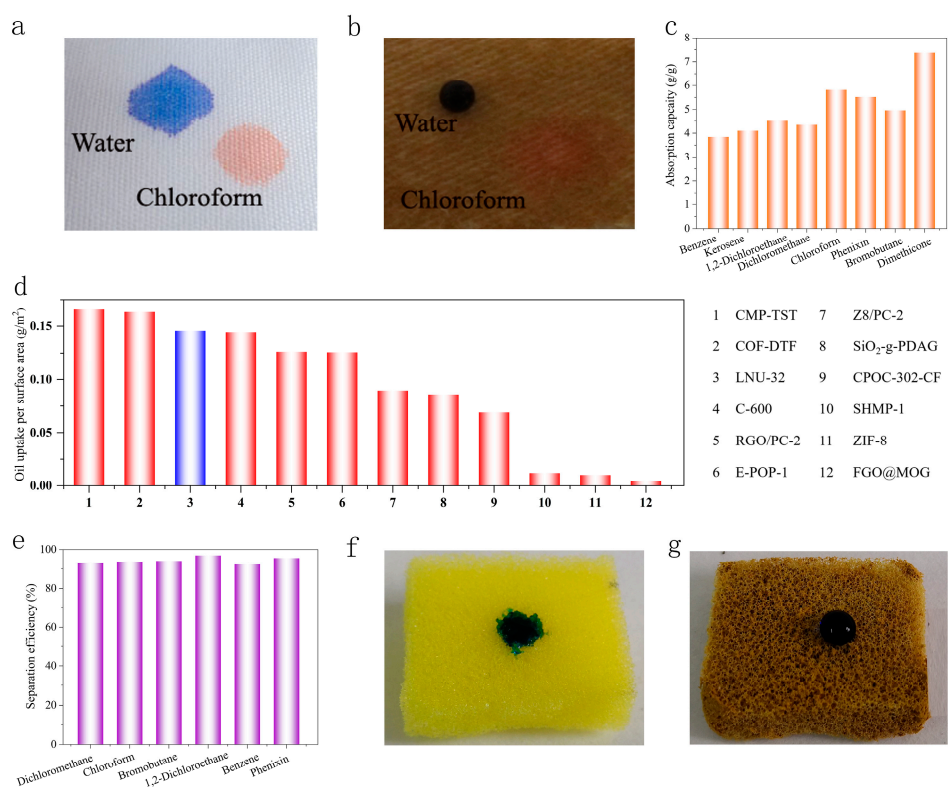 a
Water
Chloroform
b
Water
Chloroform
c
Absorption capcaity (g/g)
8
7
6
5
4
3
2
1
0
Benzene
Kerosene
1,2-Dichloroethane
Dichloromethane
Chloroform
Phenixin
Bromobutane
Dimethicone
d
Oil uptake per surface area (g/m²)
0.15
0.10
0.05
0.00
1 2 3 4 5 6 7 8 9 10 11 12
1 CMP-TST 7 Z8/PC-2
2 COF-DTF 8 SiO₂-g-PDAG
3 LNU-32 9 CPOC-302-CF
4 C-600 10 SHMP-1
5 RGO/PC-2 11 ZIF-8
6 E-POP-1 12 FGO@MOG
e
Separation efficiency (%)
100
80
60
40
20
0
Dichloromethane
Chloroform
Bromobutane
1,2-Dichloroethane
Benzene
Phenixin
f
g